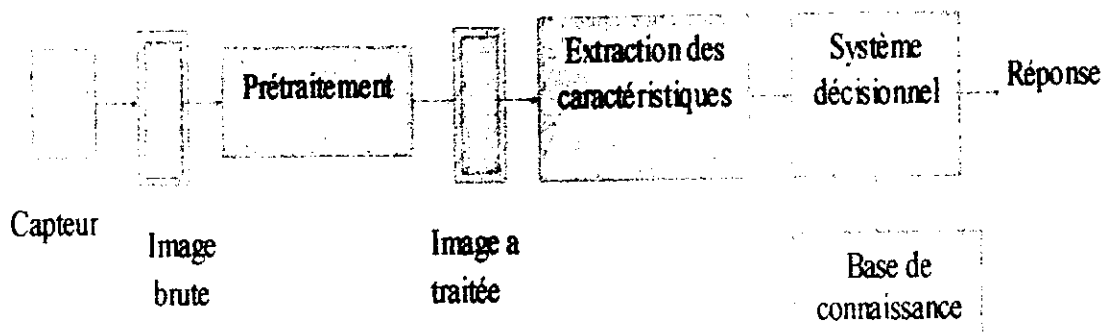 Capteur
Image
brute
Prétraitement
Image a
traitée
Extraction des
caractéristiques
Système
décisionnel
Réponse
Base de
connaissance